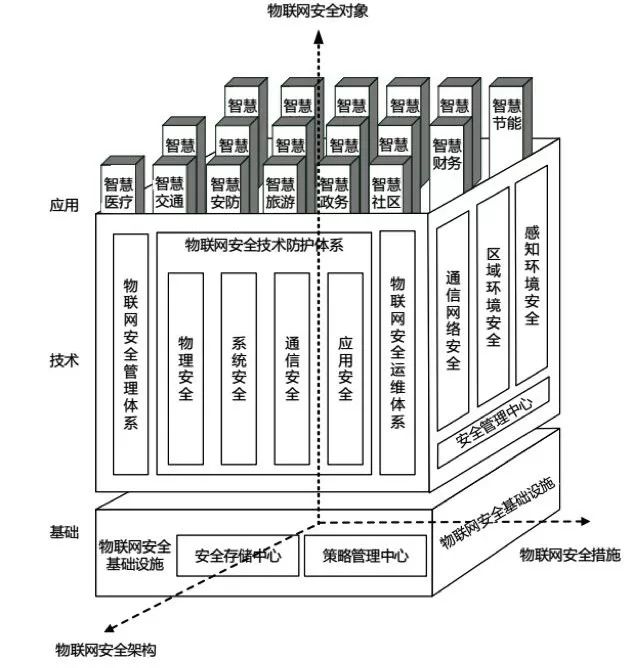 物联网安全对象
智慧 智慧 智慧 智慧 智慧 智慧
节能
智慧 智慧 智慧 智慧 智慧 智慧
财务
智慧 智慧 智慧 智慧 智慧 智慧
医疗 交通 安防 旅游 政务 社区
应用
技术
基础
物联网安全管理体系
物联网安全技术防护体系
物理安全
系统安全
通信安全
应用安全
物联网安全运维体系
通信网络安全
区域环境安全
感知环境安全
安全管理中心
物联网安全
基础设施
安全存储中心
策略管理中心
物联网安全基础设施
物联网安全措施
物联网安全架构